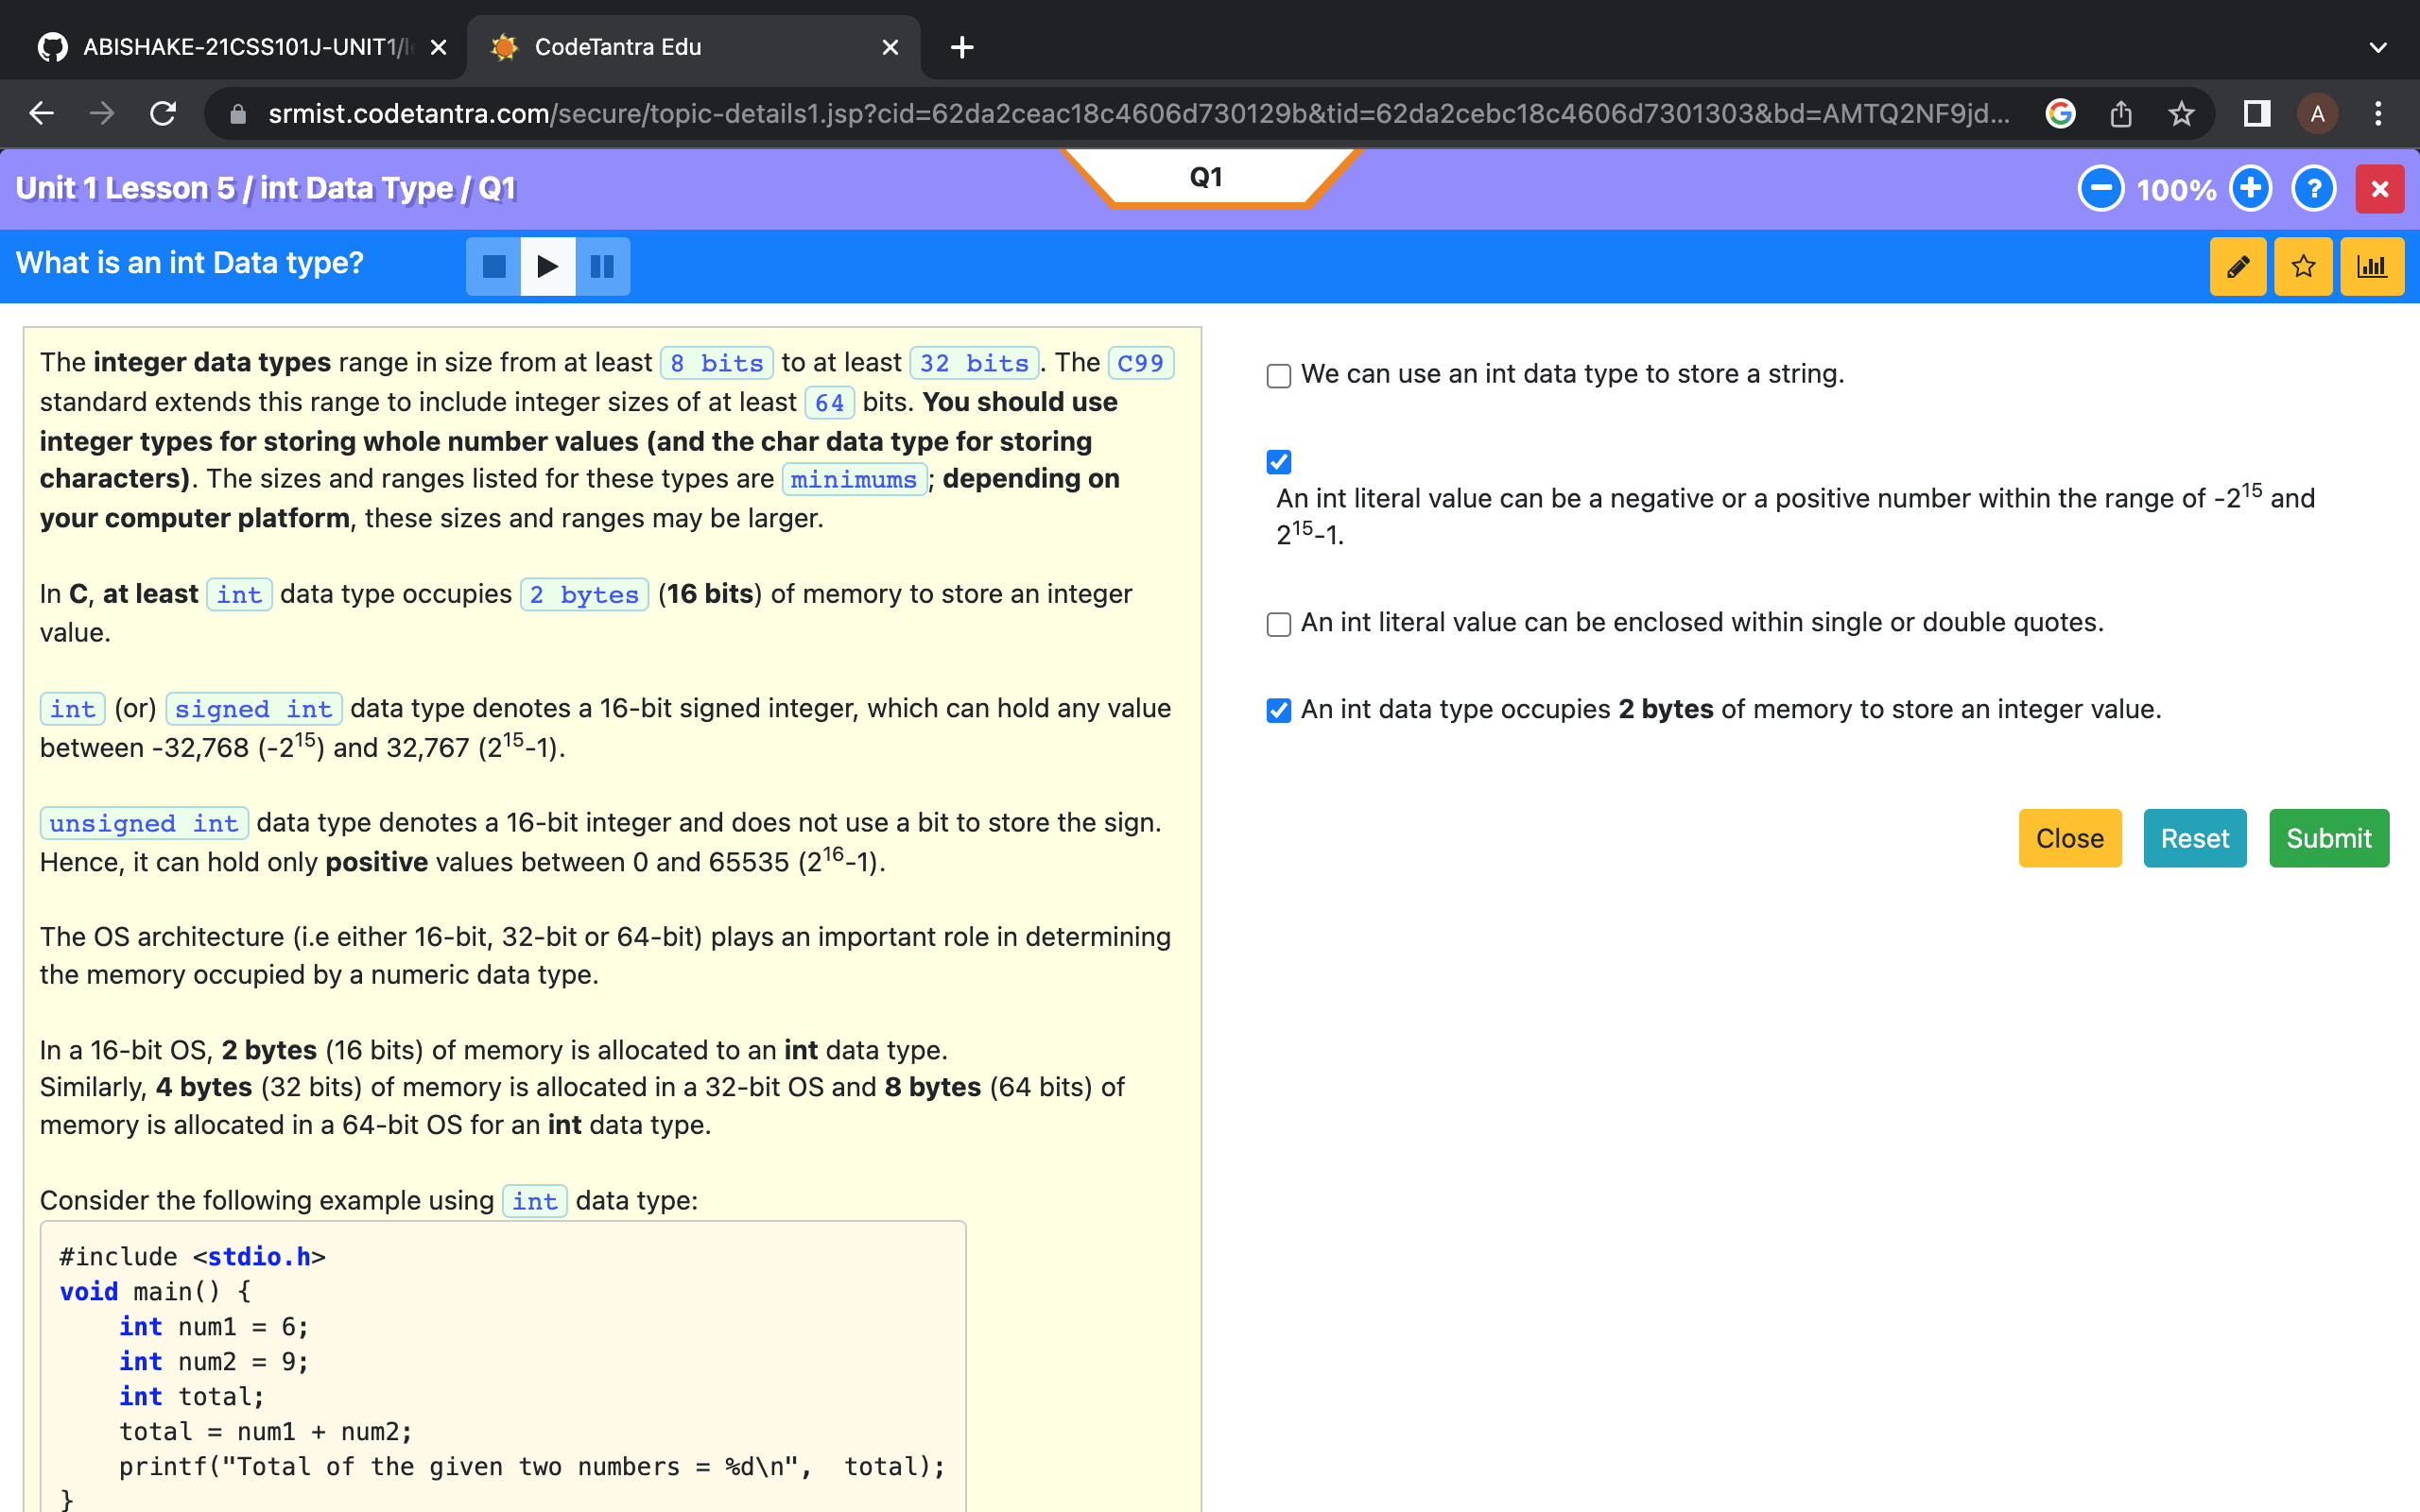 ABISHAKE-21CSS101J-UNIT1/
CodeTantra Edu
srmist.codetantra.com/secure/topic-details1.jsp?cid=62da2ceac18c4606d730129b&tid=62da2cebc18c4606d7301303&bd=AMTQ2NF9jd...
A
Unit 1 Lesson 5 / int Data Type / Q1
Q1
100%
?
What is an int Data type?
The integer data types range in size from at least 8 bits to at least 32 bits. The C99
standard extends this range to include integer sizes of at least 64 bits. You should use
integer types for storing whole number values (and the char data type for storing
characters). The sizes and ranges listed for these types are minimums; depending on
your computer platform, these sizes and ranges may be larger.
In C, at least int data type occupies 2 bytes (16 bits) of memory to store an integer
value.
int (or) signed int data type denotes a 16-bit signed integer, which can hold any value
between -32,768 (-2¹⁵) and 32,767 (2¹⁵-1).
unsigned int data type denotes a 16-bit integer and does not use a bit to store the sign.
Hence, it can hold only positive values between 0 and 65535 (2¹⁶-1).
The OS architecture (i.e either 16-bit, 32-bit or 64-bit) plays an important role in determining
the memory occupied by a numeric data type.
In a 16-bit OS, 2 bytes (16 bits) of memory is allocated to an int data type.
Similarly, 4 bytes (32 bits) of memory is allocated in a 32-bit OS and 8 bytes (64 bits) of
memory is allocated in a 64-bit OS for an int data type.
Consider the following example using int data type:
#include <stdio.h>
void main() {
    int num1 = 6;
    int num2 = 9;
    int total;
    total = num1 + num2;
    printf("Total of the given two numbers = %d\n",  total);
}
We can use an int data type to store a string.
An int literal value can be a negative or a positive number within the range of -2¹⁵ and
2¹⁵-1.
An int literal value can be enclosed within single or double quotes.
An int data type occupies 2 bytes of memory to store an integer value.
Close
Reset
Submit